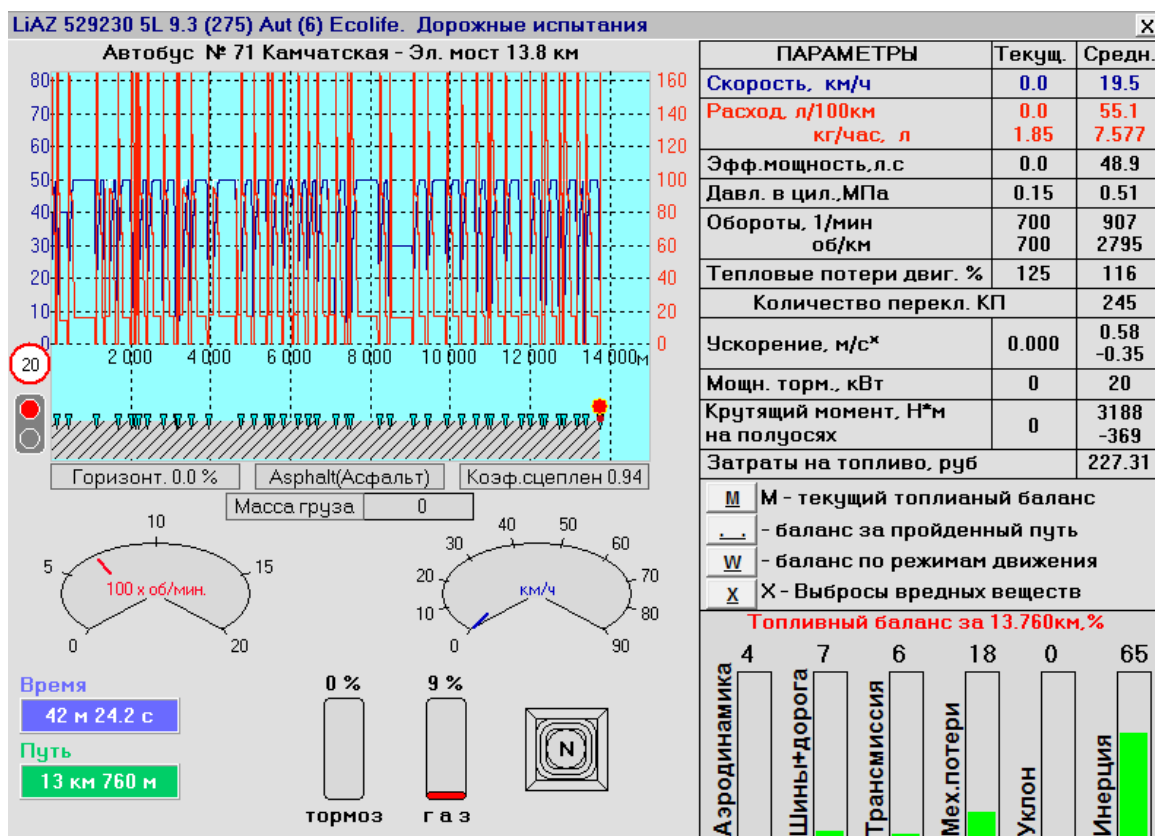 LiAZ 529230 5L 9.3 (275) Aut (6) Ecolife. Дорожные испытания
X
Автобус № 71 Камчатская - Эл. мост 13.8 км
80 160
70 140
60 120
50 100
40 80
30 60
20 40
10 20
0 0
2 000 4 000 6 000 8 000 10 000 12 000 14 000м
20
Горизонт. 0.0 % Asphalt(Асфальт) Коэф.сцеплен 0.94
Масса груза 0
0 5 10 15 20
100 x об/мин.
0 10 20 30 40 50 60 70 80 90
км/ч
Время
42 м 24.2 с
Путь
13 км 760 м
0 % 9 %
тормоз газ
N
ПАРАМЕТРЫ Текущ. Средн.
Скорость, км/ч 0.0 19.5
Расход, л/100км 0.0 55.1
кг/час, л 1.85 7.577
Эфф.мощность,л.с 0.0 48.9
Давл. в цил.,МПа 0.15 0.51
Обороты, 1/мин 700 907
об/км 700 2795
Тепловые потери двиг. % 125 116
Количество перекл. КП 245
Ускорение, м/с* 0.000 0.58
-0.35
Мощн. торм., кВт 0 20
Крутящий момент, Н*м 3188
на полуосях 0 -369
Затраты на топливо, руб 227.31
M М - текущий топлианый баланс
. . - баланс за пройденный путь
W - баланс по режимам движения
X X - Выбросы вредных веществ
Топливный баланс за 13.760км,%
4 7 6 18 0 65
Аэродинамика
Шины+дорога
Трансмиссия
Мех.потери
Уклон
Инерция